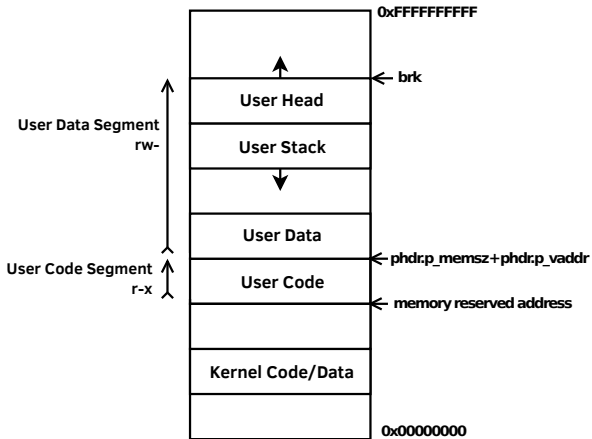 0xFFFFFFFFFF
brk
User Head
User Data Segment
rw-
User Stack
User Data
phdr.p_memsz+phdr.p_vaddr
User Code Segment
r-x
User Code
memory reserved address
Kernel Code/Data
0x00000000